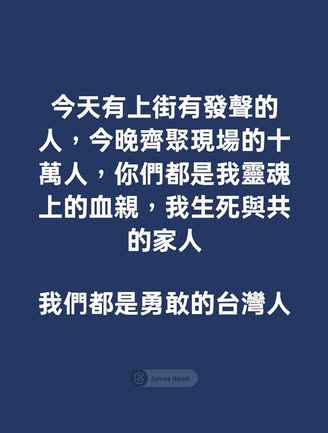 今天有上街有發聲的
人，今晚齊聚現場的十
萬人，你們都是我靈魂
上的血親，我生死與共
的家人
我們都是勇敢的台灣人
James Hsieh